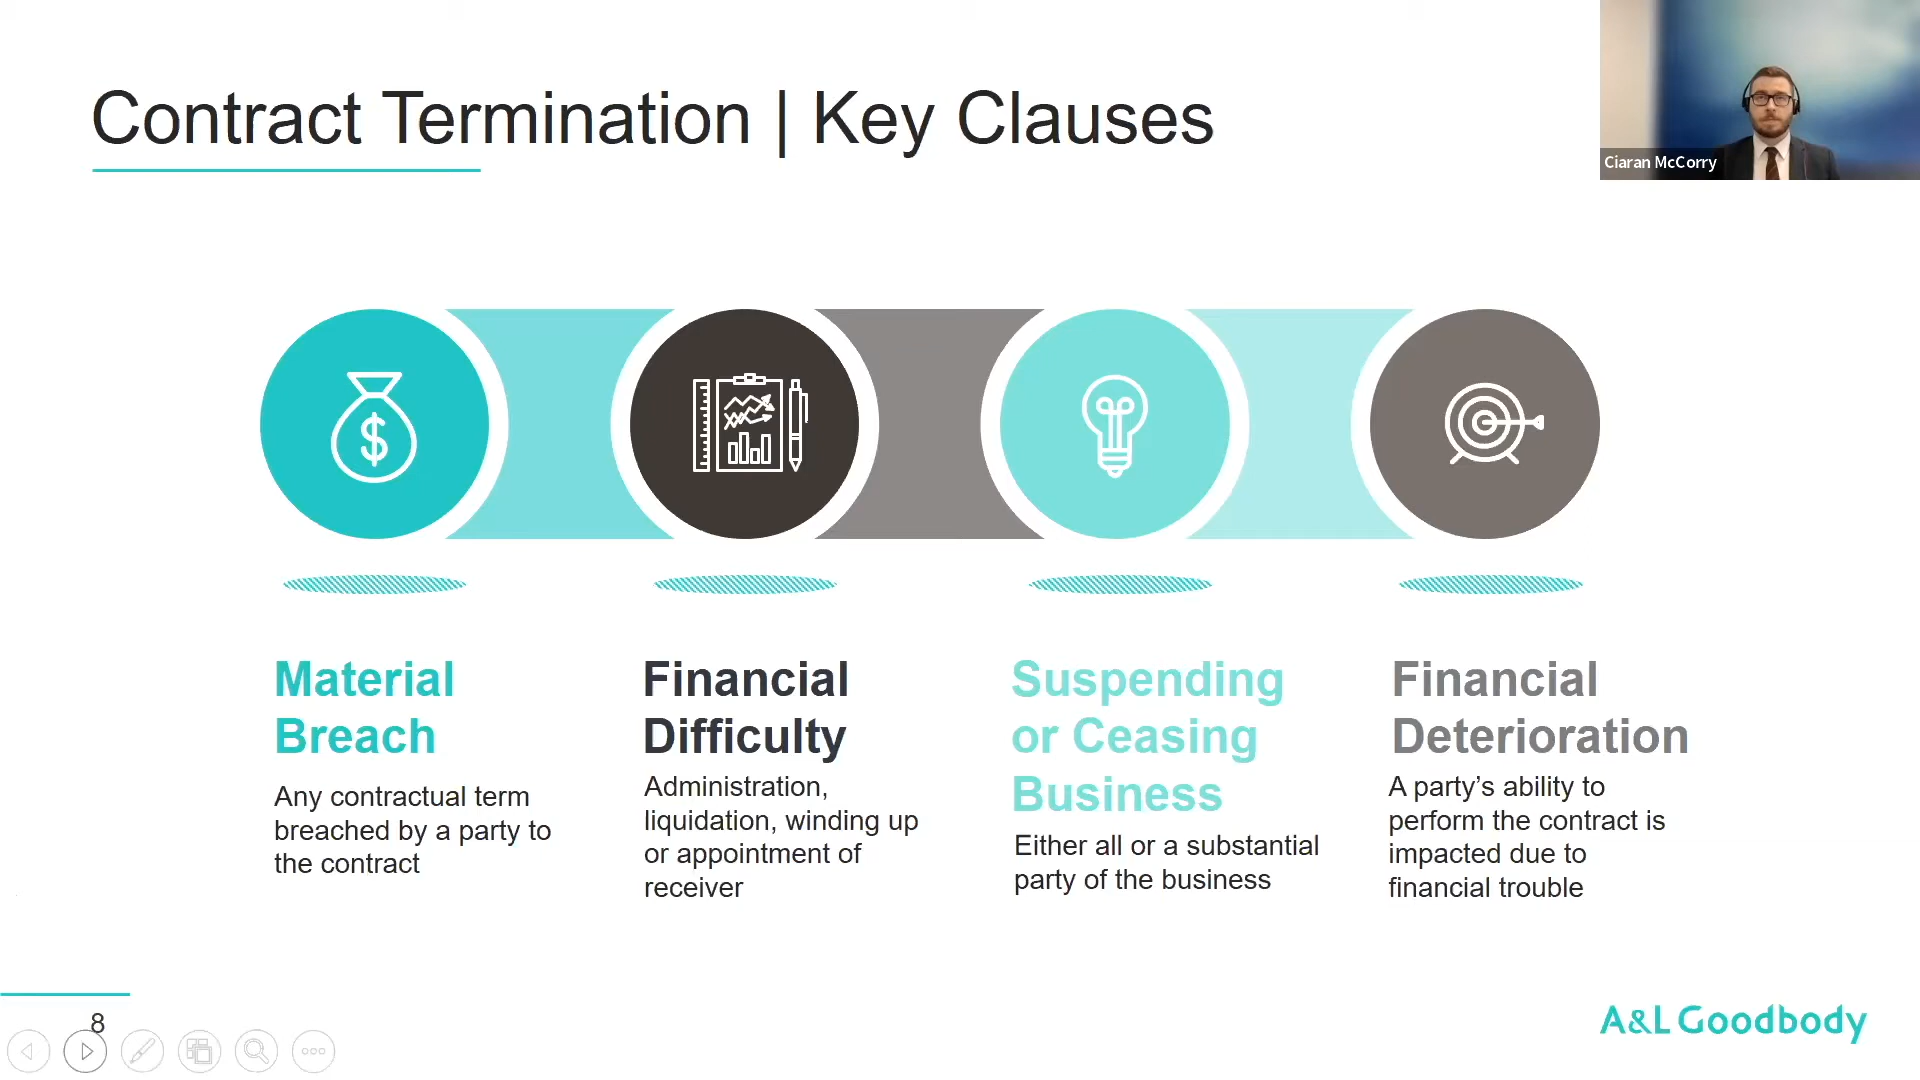 Contract Termination | Key Clauses
Ciaran McCorry
$
Material
Breach
Any contractual term
breached by a party to
the contract
Financial
Difficulty
Administration,
liquidation, winding up
or appointment of
receiver
Suspending
or Ceasing
Business
Either all or a substantial
party of the business
Financial
Deterioration
A party’s ability to
perform the contract is
impacted due to
financial trouble
8
A&L Goodbody